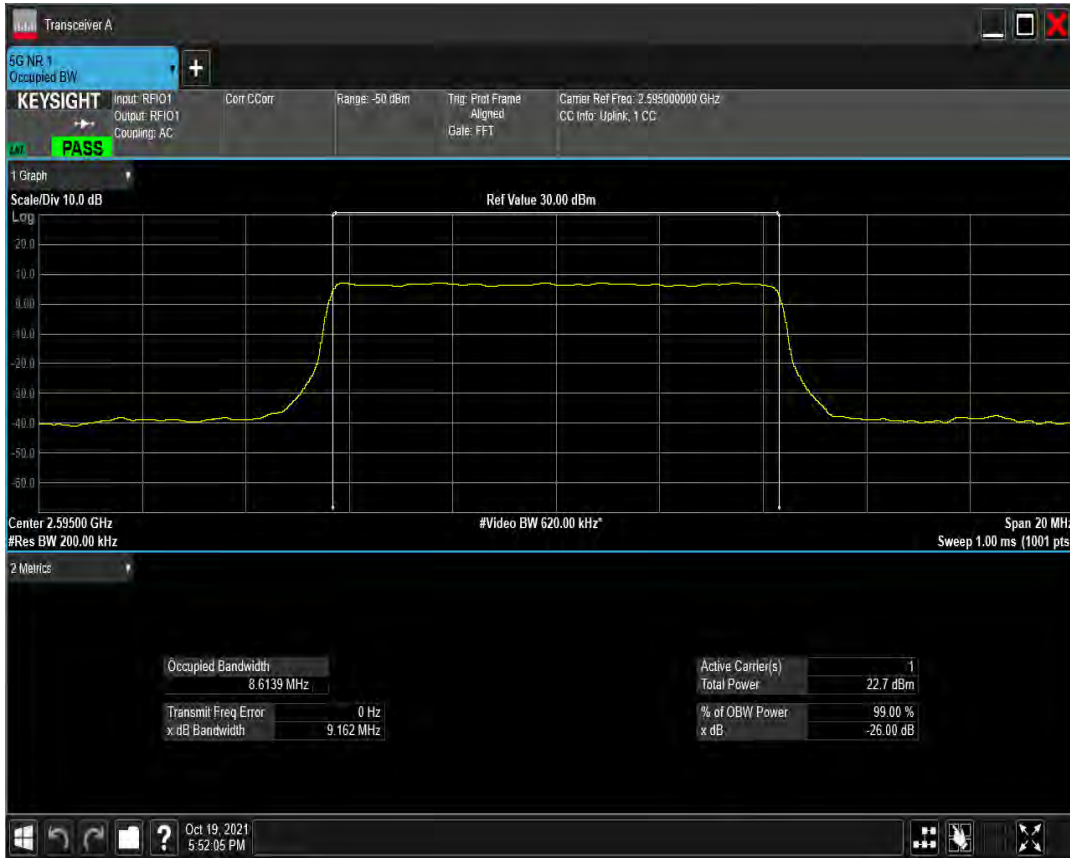 Transceiver A
5G NR 1
Occupied BW
+
KEYSIGHT
Input: RFIO1
Output: RFIO1
Coupling: AC
Corr CCorr
Range: -50 dBm
Trig: Prot Frame
Aligned
Gate: FFT
Carrier Ref Freq: 2.595000000 GHz
CC Info: Uplink, 1 CC
PASS
1 Graph
Scale/Div 10.0 dB
Ref Value 30.00 dBm
Log
20.0
10.0
0.00
-10.0
-20.0
-30.0
-40.0
-50.0
-60.0
Center 2.59500 GHz
#Video BW 620.00 kHz*
Span 20 MHz
#Res BW 200.00 kHz
Sweep 1.00 ms (1001 pts
2 Metrics
Occupied Bandwidth
8.6139 MHz
Transmit Freq Error 0 Hz
x dB Bandwidth 9.162 MHz
Active Carrier(s) 1
Total Power 22.7 dBm
% of OBW Power 99.00 %
x dB -26.00 dB
?
Oct 19, 2021
5:52:05 PM